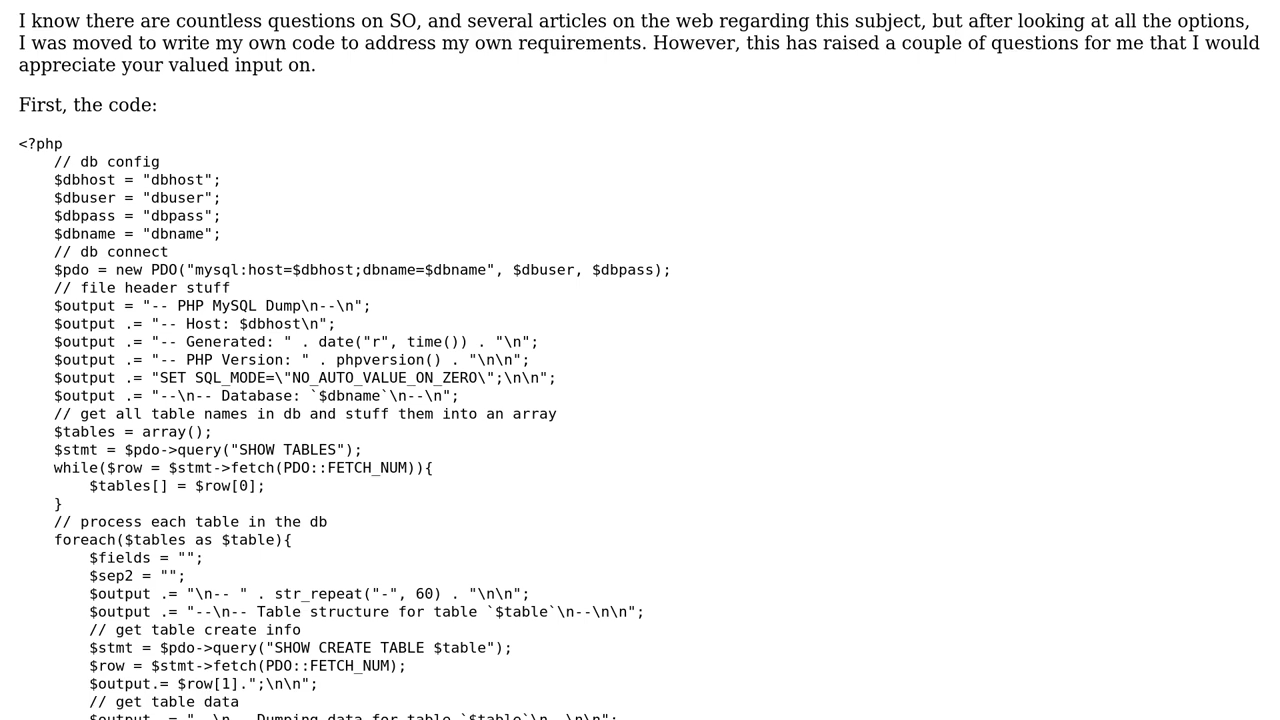 I know there are countless questions on SO, and several articles on the web regarding this subject, but after looking at all the options,
I was moved to write my own code to address my own requirements. However, this has raised a couple of questions for me that I would
appreciate your valued input on.
First, the code:
<?php
    // db config
    $dbhost = "dbhost";
    $dbuser = "dbuser";
    $dbpass = "dbpass";
    $dbname = "dbname";
    // db connect
    $pdo = new PDO("mysql:host=$dbhost;dbname=$dbname", $dbuser, $dbpass);
    // file header stuff
    $output = "-- PHP MySQL Dump\n--\n";
    $output .= "-- Host: $dbhost\n";
    $output .= "-- Generated: " . date("r", time()) . "\n";
    $output .= "-- PHP Version: " . phpversion() . "\n\n";
    $output .= "SET SQL_MODE=\"NO_AUTO_VALUE_ON_ZERO\";\n\n";
    $output .= "--\n-- Database: `$dbname`\n--\n";
    // get all table names in db and stuff them into an array
    $tables = array();
    $stmt = $pdo->query("SHOW TABLES");
    while($row = $stmt->fetch(PDO::FETCH_NUM)){
        $tables[] = $row[0];
    }
    // process each table in the db
    foreach($tables as $table){
        $fields = "";
        $sep2 = "";
        $output .= "\n-- " . str_repeat("-", 60) . "\n\n";
        $output .= "--\n-- Table structure for table `$table`\n--\n\n";
        // get table create info
        $stmt = $pdo->query("SHOW CREATE TABLE $table");
        $row = $stmt->fetch(PDO::FETCH_NUM);
        $output.= $row[1].";\n\n";
        // get table data
        $output .= "--\n-- Dumping data for table `$table`\n--\n\n";